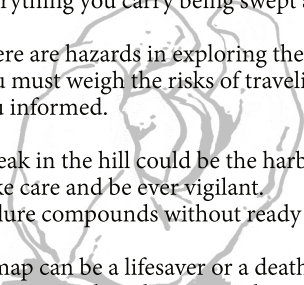 erything you carry being swept a
ere are hazards in exploring the
u must weigh the risks of traveli
u informed.
eak in the hill could be the harb
ke care and be ever vigilant.
lure compounds without ready
map can be a lifesaver or a death